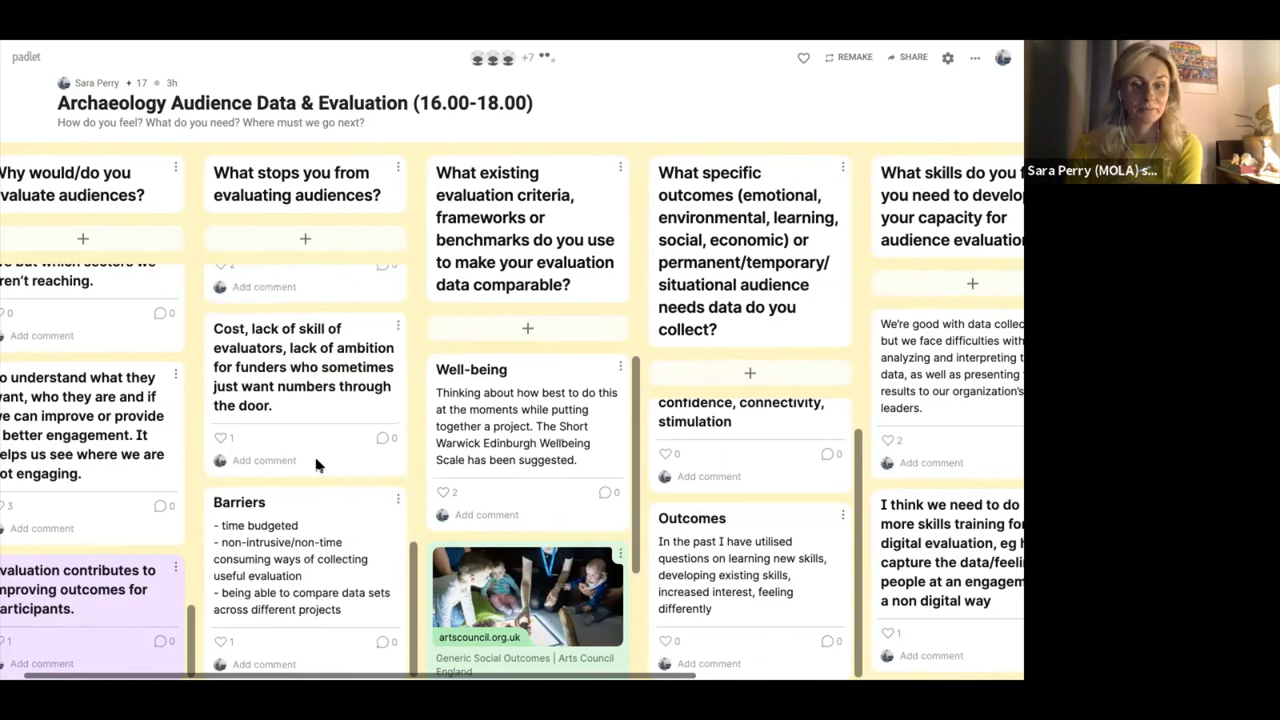 padlet
+7
REMAKE
SHARE
Sara Perry + 17 3h
Archaeology Audience Data & Evaluation (16.00-18.00)
How do you feel? What do you need? Where must we go next?
Why would/do you
valuate audiences?
ren't reaching.
0
0
Add comment
o understand what they
ant, who they are and if
e can improve or provide
better engagement. It
elps us see where we are
ot engaging.
3
0
Add comment
valuation contributes to
mproving outcomes for
articipants.
1
0
Add comment
What stops you from
evaluating audiences?
Add comment
Cost, lack of skill of
evaluators, lack of ambition
for funders who sometimes
just want numbers through
the door.
1
0
Add comment
Barriers
- time budgeted
- non-intrusive/non-time
consuming ways of collecting
useful evaluation
- being able to compare data sets
across different projects
1
0
Add comment
What existing
evaluation criteria,
frameworks or
benchmarks do you use
to make your evaluation
data comparable?
Well-being
Thinking about how best to do this
at the moments while putting
together a project. The Short
Warwick Edinburgh Wellbeing
Scale has been suggested.
2
0
Add comment
artscouncil.org.uk
Generic Social Outcomes | Arts Council
England
What specific
outcomes (emotional,
environmental, learning,
social, economic) or
permanent/temporary/
situational audience
needs data do you
collect?
confidence, connectivity,
stimulation
0
0
Add comment
Outcomes
In the past I have utilised
questions on learning new skills,
developing existing skills,
increased interest, feeling
differently
0
0
Add comment
What skills do you
you need to develo
your capacity for
audience evaluation
We're good with data collec
but we face difficulties with
analyzing and interpreting t
data, as well as presenting
results to our organization's
leaders.
2
Add comment
I think we need to do
more skills training fo
digital evaluation, eg h
capture the data/feeli
people at an engagem
a non digital way
1
Add comment
Sara Perry (MOLA) s...